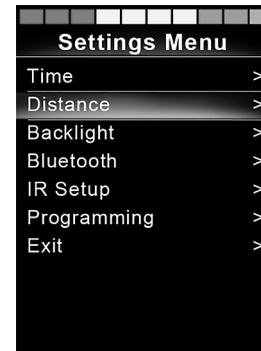 Settings Menu
Time >
Distance >
Backlight >
Bluetooth >
IR Setup >
Programming >
Exit >